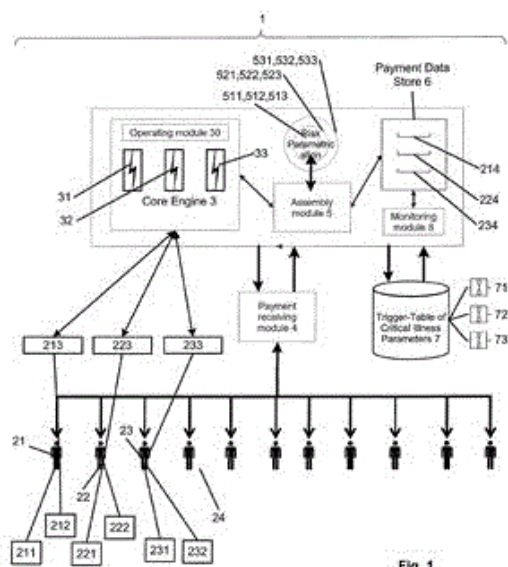 1
531,532,533
521,522,523
511,512,513
Payment Data
Store 6
Operating module 30
Risk
Parametriz
ation
33
214
31
224
32
Core Engine 3
Assembly
module 5
234
Monitoring
module 8
71
213
223
233
Payment
receiving
module 4
Trigger-Table of
Critical Illness
Parameters 7
72
73
21
23
22
24
212
222
211
221
231
232
Fig. 1